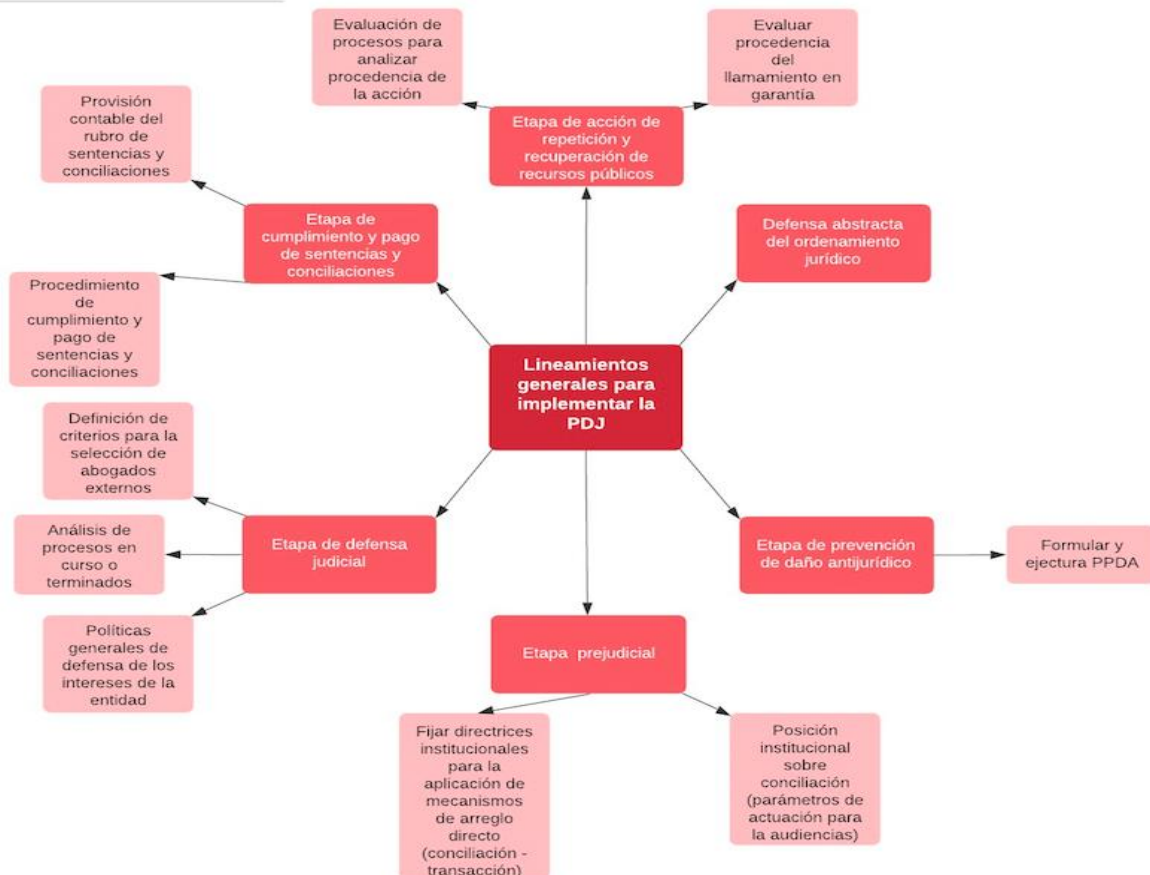 Evaluación de
procesos para
analizar
procedencia de
la acción
Evaluar
procedencia
del
llamamiento en
garantía
Provisión
contable del
rubro de
sentencias y
conciliaciones
Etapa de acción de
repetición y
recuperación de
recursos públicos
Etapa de
cumplimiento y pago
de sentencias y
conciliaciones
Defensa abstracta
del ordenamiento
jurídico
Procedimiento
de
cumplimiento y
pago de
sentencias y
conciliaciones
Lineamientos
generales para
implementar la
PDJ
Definición de
criterios para la
selección de
abogados
externos
Análisis de
procesos en
curso o
terminados
Etapa de defensa
judicial
Etapa de prevención
de daño antijurídico
Formular y
ejectura PPDA
Políticas
generales de
defensa de los
intereses de la
entidad
Etapa prejudicial
Fijar directrices
institucionales
para la
aplicación de
mecanismos
de arreglo
directo
(conciliación -
transacción)
Posición
institucional
sobre
conciliación
(parámetros de
actuación para
la audiencias)